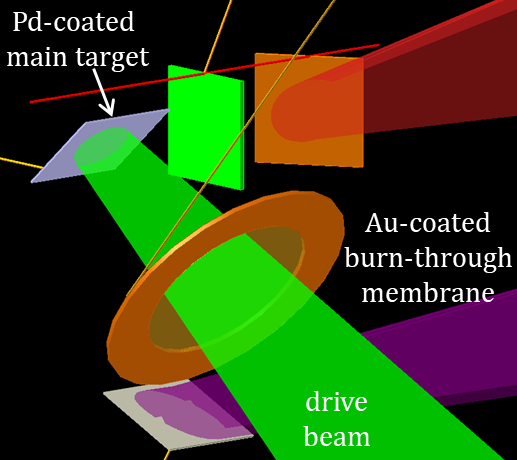 Pd-coated
main target
Au-coated
burn-through
membrane
drive
beam